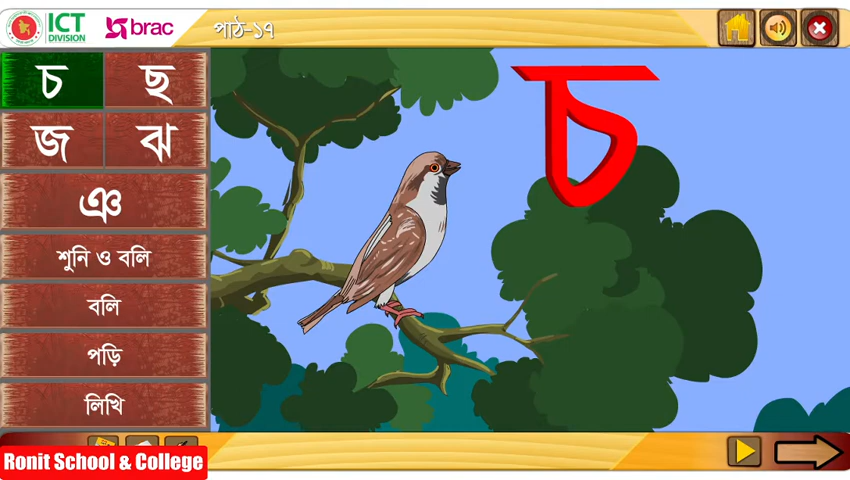 ICT
DIVISION
brac
পাঠ-১৭
চ
ছ
জ
ঝ
ঞ
শুনি ও বলি
বলি
পড়ি
লিখি
চ
Ronit School & College